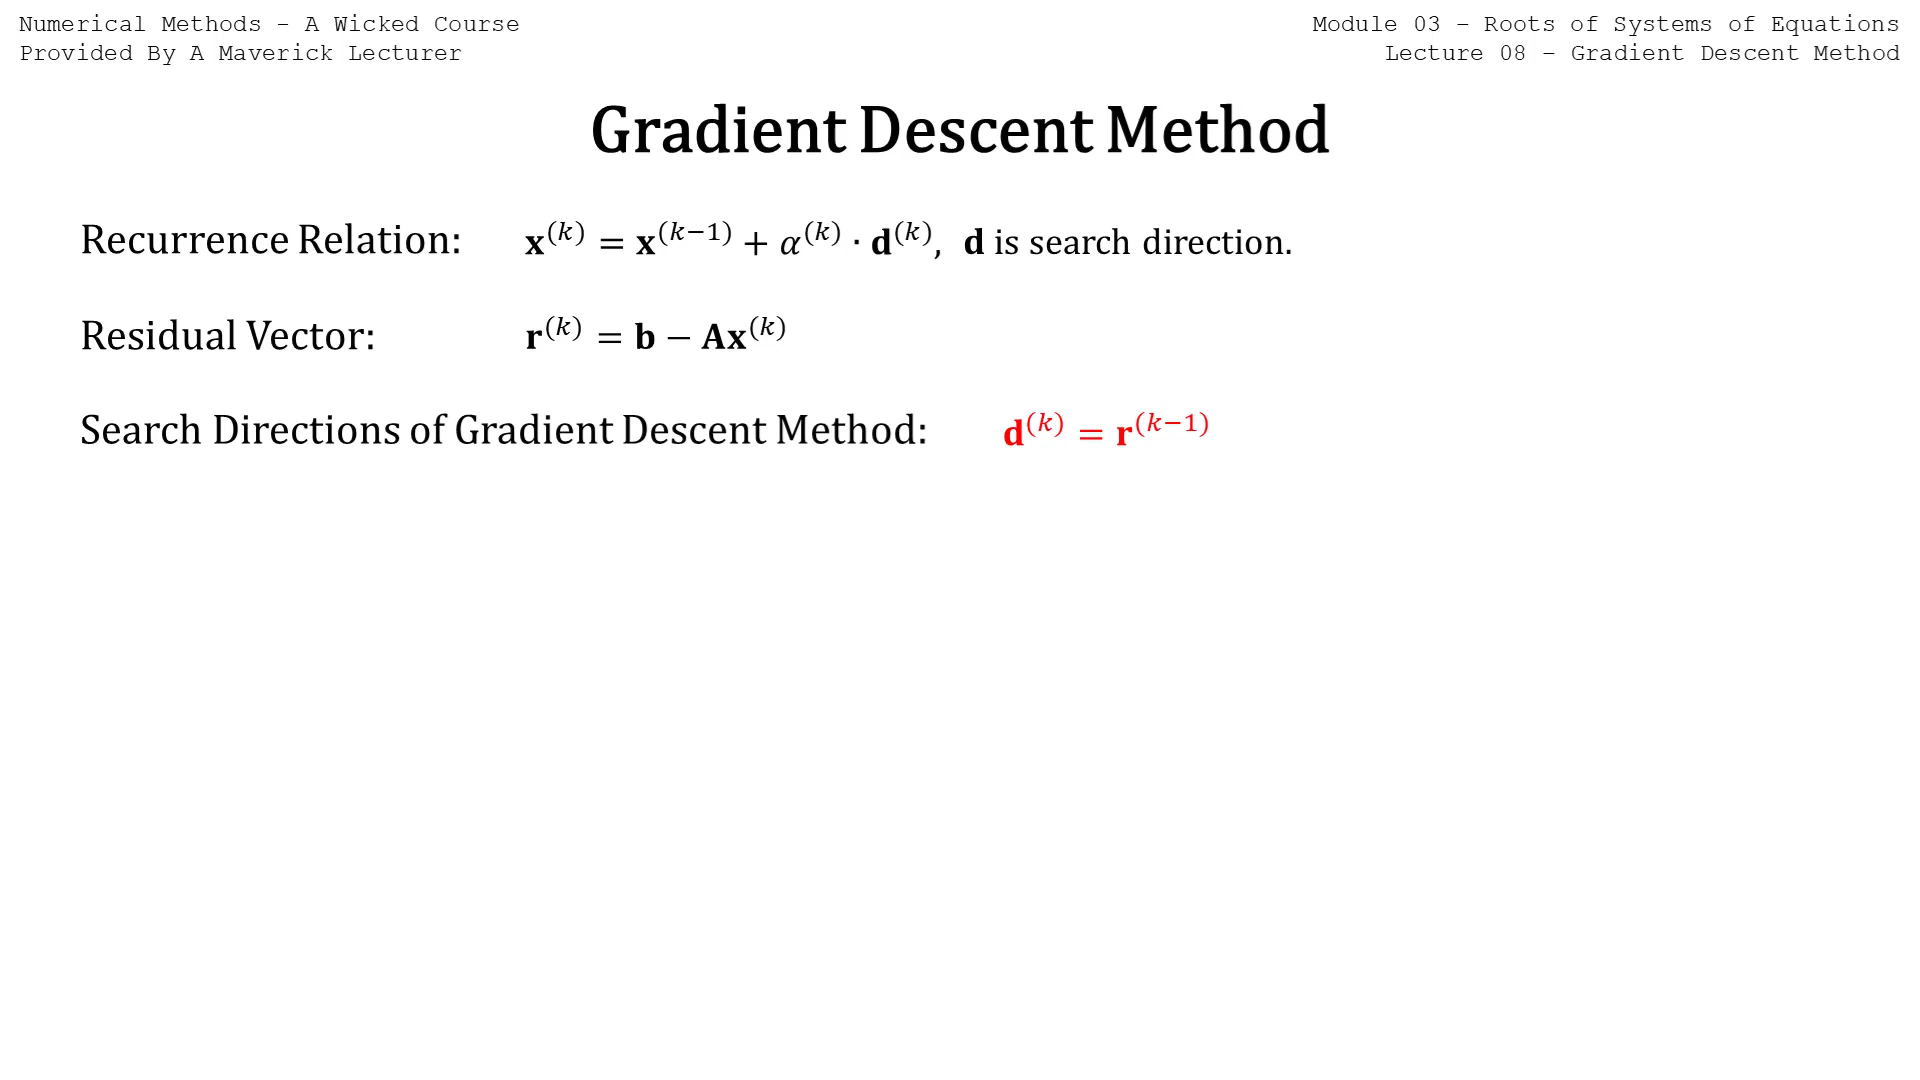 Numerical Methods - A Wicked Course
Provided By A Maverick Lecturer
Module 03 – Roots of Systems of Equations
Lecture 08 – Gradient Descent Method
Gradient Descent Method
Recurrence Relation: 𝐱^(k) = 𝐱^(k−1) + α^(k) · 𝐝^(k), 𝐝 is search direction.
Residual Vector: 𝐫^(k) = 𝐛 − 𝐀𝐱^(k)
Search Directions of Gradient Descent Method: 𝐝^(k) = 𝐫^(k−1)